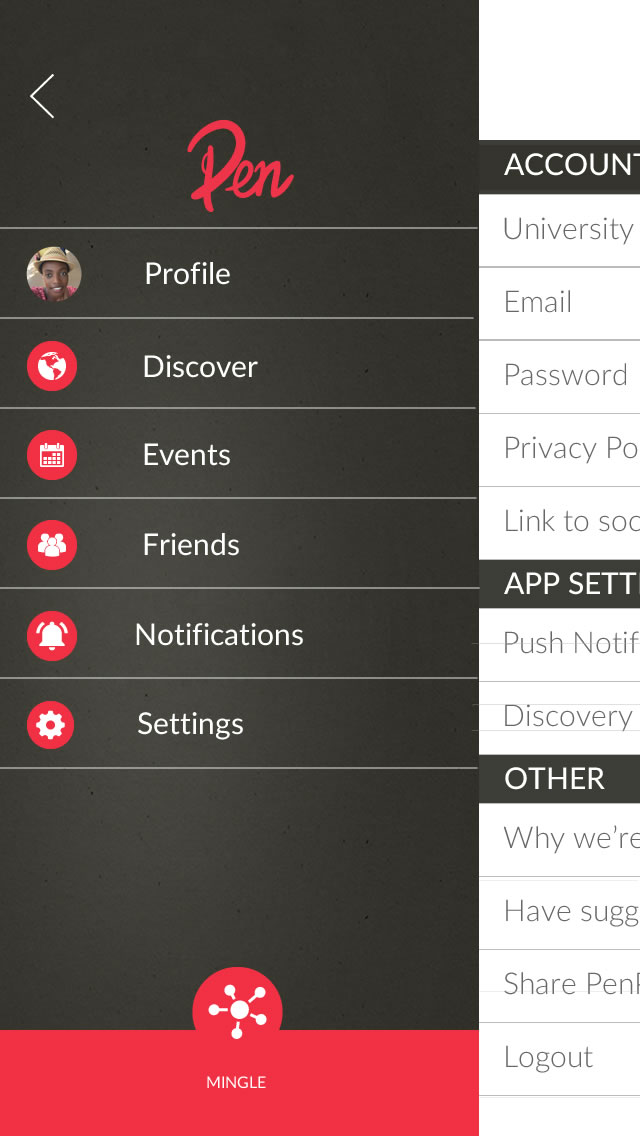 Pen
Profile
Discover
Events
Friends
Notifications
Settings
MINGLE
ACCOUNT
University
Email
Password
Privacy Po
Link to soc
APP SETT
Push Notif
Discovery
OTHER
Why we're
Have sugg
Share Pen
Logout